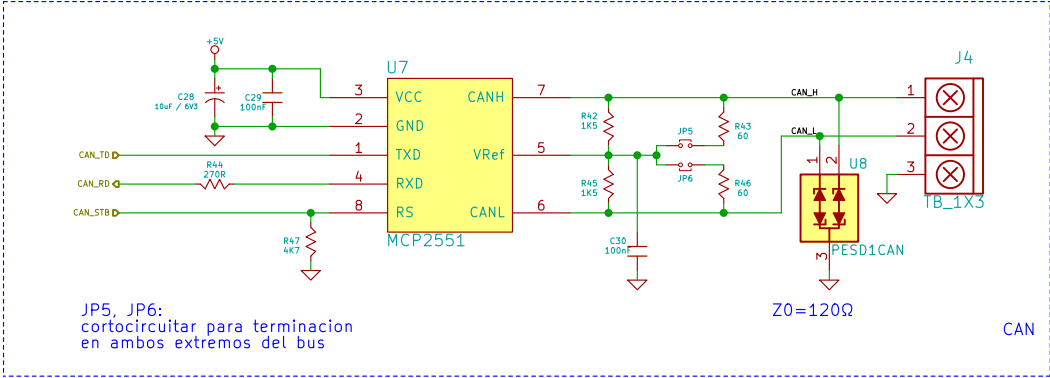 +5V
C28
10uF / 6V3
C29
100nF
U7
3 VCC CANH 7
2 GND
1 TXD VRef 5
4 RXD
8 RS CANL 6
MCP2551
CAN_TD
CAN_RD
CAN_STB
R44
270R
R47
4K7
R42
1K5
R45
1K5
JP5
JP6
R43
60
R46
60
C30
100nF
CAN_H
CAN_L
J4
1
2
3
TB_1X3
U8
1
2
3
PESD1CAN
JP5, JP6:
cortocircuitar para terminacion
en ambos extremos del bus
Z0=120Ω
CAN